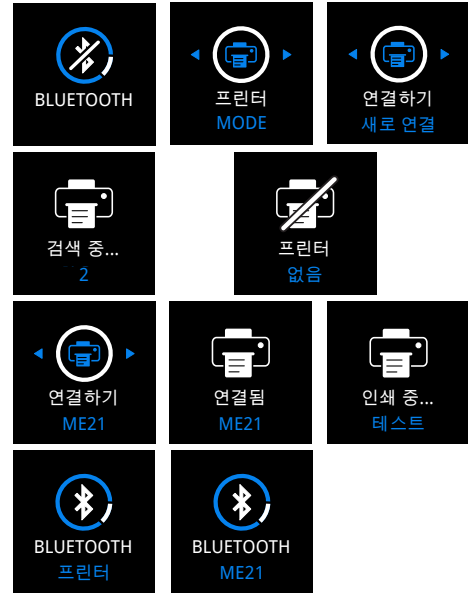 BLUETOOTH
프린터
MODE
연결하기
새로 연결
검색 중...
2
프린터
없음
연결하기
ME21
연결됨
ME21
인쇄 중...
테스트
BLUETOOTH
프린터
BLUETOOTH
ME21